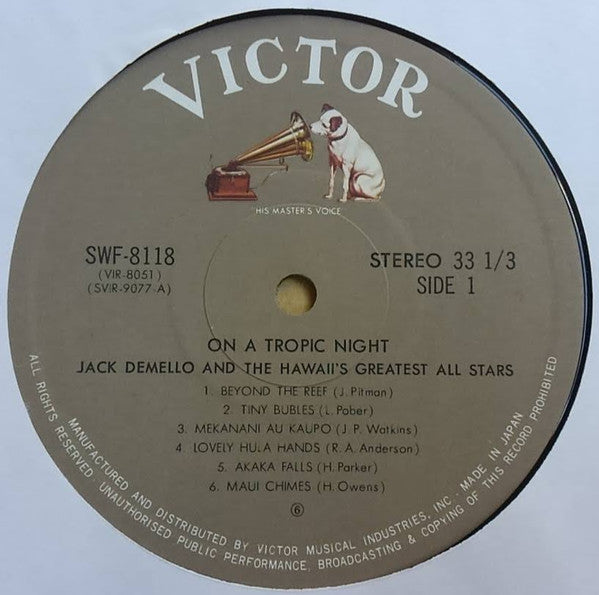 VICTOR
HIS MASTER'S VOICE
SWF-8118
(VIR-8051)
(SVIR-9077-A)
STEREO 33 1/3
SIDE 1
ON A TROPIC NIGHT
JACK DEMELLO AND THE HAWAII'S GREATEST ALL STARS
1. BEYOND THE REEF (J. Pitman)
2. TINY BUBLES (L. Pober)
3. MEKANANI AU KAUPO (J. P. Watkins)
4. LOVELY HULA HANDS (R. A. Anderson)
5. AKAKA FALLS (H. Parker)
6. MAUI CHIMES (H. Owens)
⑥
MANUFACTURED AND DISTRIBUTED BY VICTOR MUSICAL INDUSTRIES, INC · MADE IN JAPAN
ALL RIGHTS RESERVED UNAUTHORISED PUBLIC PERFORMANCE, BROADCASTING & COPYING OF THIS RECORD PROHIBITED